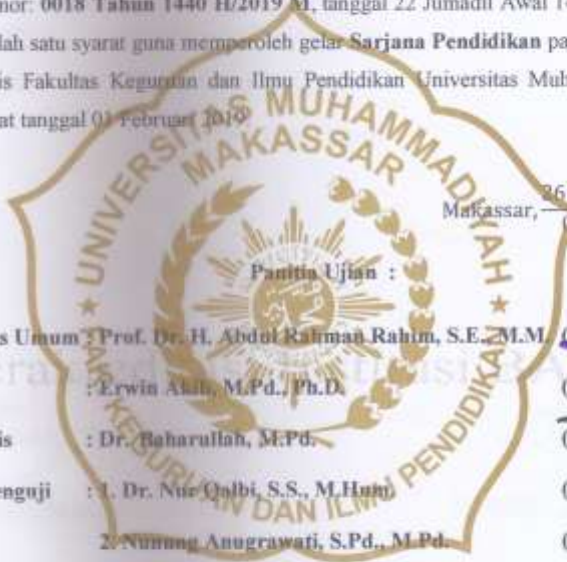 nor: 0018 Tahun 1440 H/2019 M, tanggal 22 Jumadil Awal 1
lah satu syarat guna memperoleh gelar Sarjana Pendidikan pa
is Fakultas Keguruan dan Ilmu Pendidikan Universitas Muh
at tanggal 01 Februari 2019
UNIVERSITAS MUHAMMADIYAH
MAKASSAR
Makassar,
Panitia Ujian :
s Umum : Prof. Dr. H. Abdul Rahman Rahim, S.E., M.M. (
: Erwin Akib, M.Pd., Ph.D. (
is : Dr. Baharullah, M.Pd. (
enguji : 1. Dr. Nur Qalbi, S.S., M.Hum. (
2. Nunung Anugrawati, S.Pd., M.Pd. (
FAKULTAS KEGURUAN DAN ILMU PENDIDIKAN